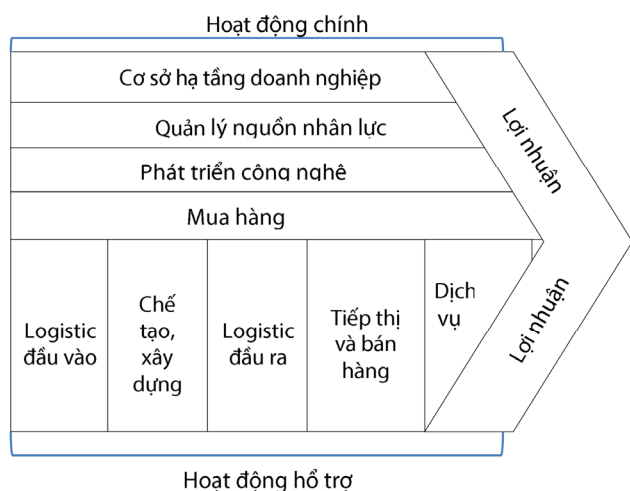 Hoạt động chính
Cơ sở hạ tầng doanh nghiệp
Quản lý nguồn nhân lực
Phát triển công nghê
Mua hàng
Lợi nhuận
Logistic
đầu vào
Chế
tạo,
xây
dựng
Logistic
đầu ra
Tiếp thị
và bán
hàng
Dịch
vụ
Lợi nhuận
Hoạt động hổ trợ